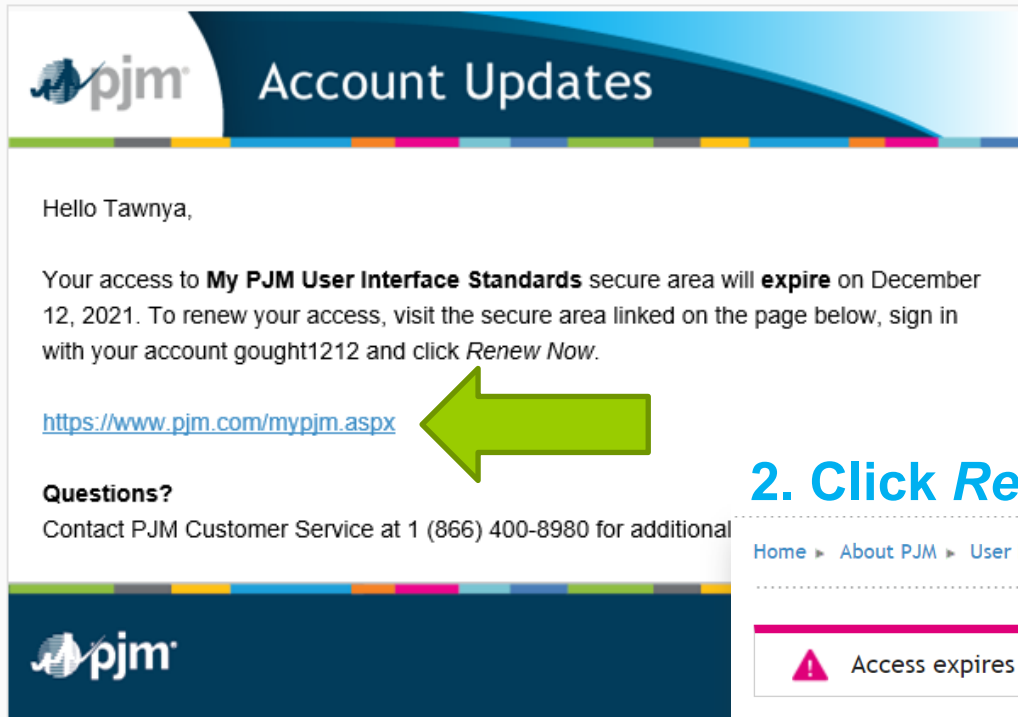 pjm
Account Updates
Hello Tawnya,
Your access to My PJM User Interface Standards secure area will expire on December
12, 2021. To renew your access, visit the secure area linked on the page below, sign in
with your account gought1212 and click Renew Now.
https://www.pjm.com/mypjm.aspx
Questions?
Contact PJM Customer Service at 1 (866) 400-8980 for additional
2. Click Re
Home ▸ About PJM ▸ User
Access expires
pjm